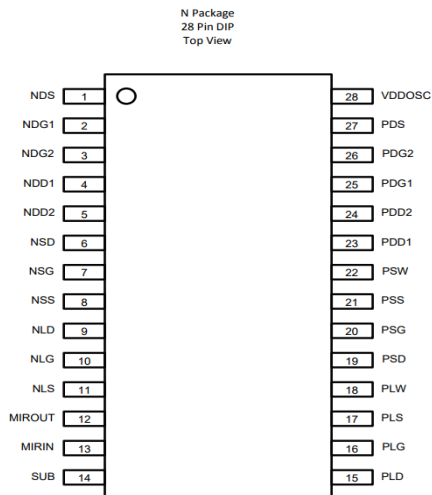 N Package
28 Pin DIP
Top View
NDS 1 28 VDDOSC
NDG1 2 27 PDS
NDG2 3 26 PDG2
NDD1 4 25 PDG1
NDD2 5 24 PDD2
NSD 6 23 PDD1
NSG 7 22 PSW
NSS 8 21 PSS
NLD 9 20 PSG
NLG 10 19 PSD
NLS 11 18 PLW
MIROUT 12 17 PLS
MIRIN 13 16 PLG
SUB 14 15 PLD